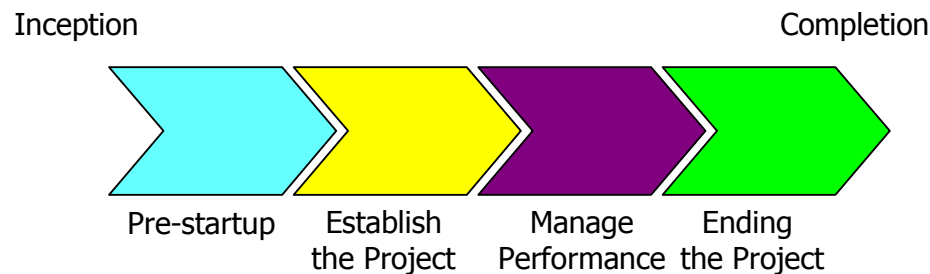 Inception
Completion
Pre-startup
Establish
the Project
Manage
Performance
Ending
the Project